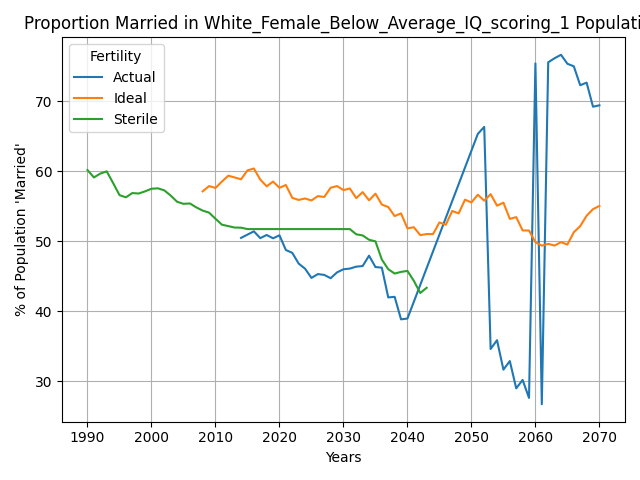 Proportion Married in White_Female_Below_Average_IQ_scoring_1 Populati
Fertility
Actual
Ideal
Sterile
% of Population 'Married'
70
60
50
40
30
1990 2000 2010 2020 2030 2040 2050 2060 2070
Years